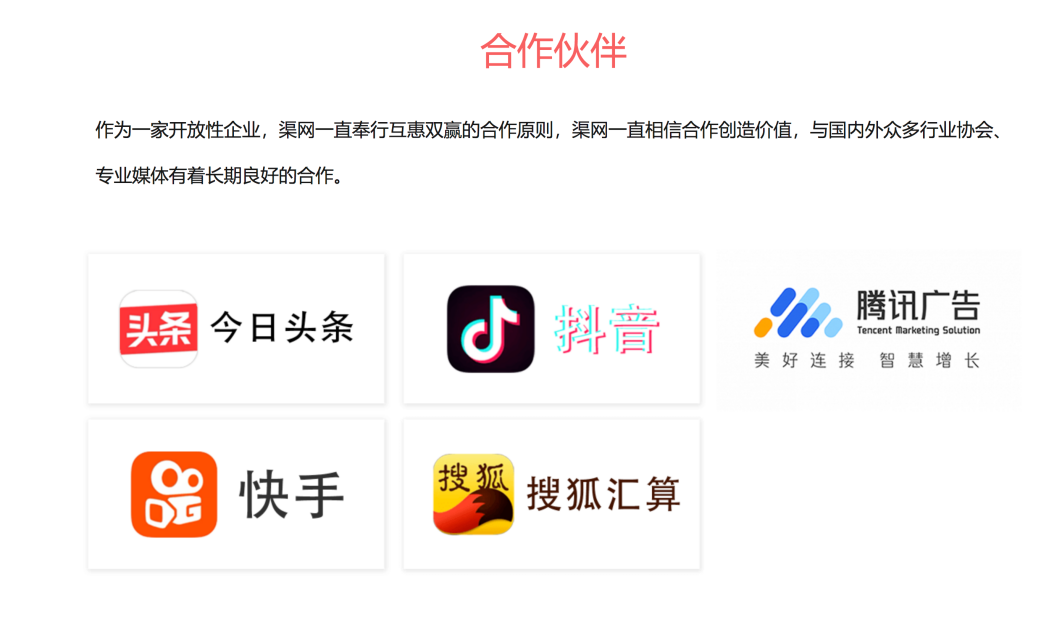 合作伙伴
作为一家开放性企业，渠网一直奉行互惠双赢的合作原则，渠网一直相信合作创造价值，与国内外众多行业协会、
专业媒体有着长期良好的合作。
头条 今日头条
抖音
腾讯广告
Tencent Marketing Solution
美好连接 智慧增长
快手
搜狐 搜狐汇算